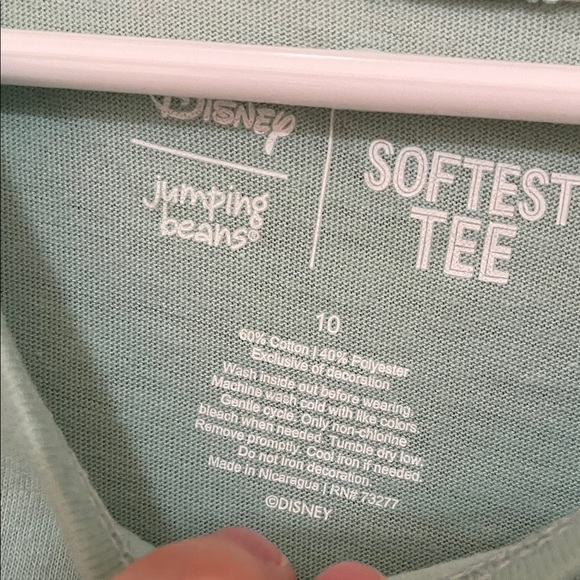 Disney
jumping
beans®
SOFTEST
TEE
10
60% Cotton | 40% Polyester
Exclusive of decoration
Wash inside out before wearing.
Machine wash cold with like colors.
Gentle cycle. Only non-chlorine
bleach when needed. Tumble dry low.
Remove promptly. Cool iron if needed.
Do not iron decoration.
Made in Nicaragua | RN# 73277
©DISNEY